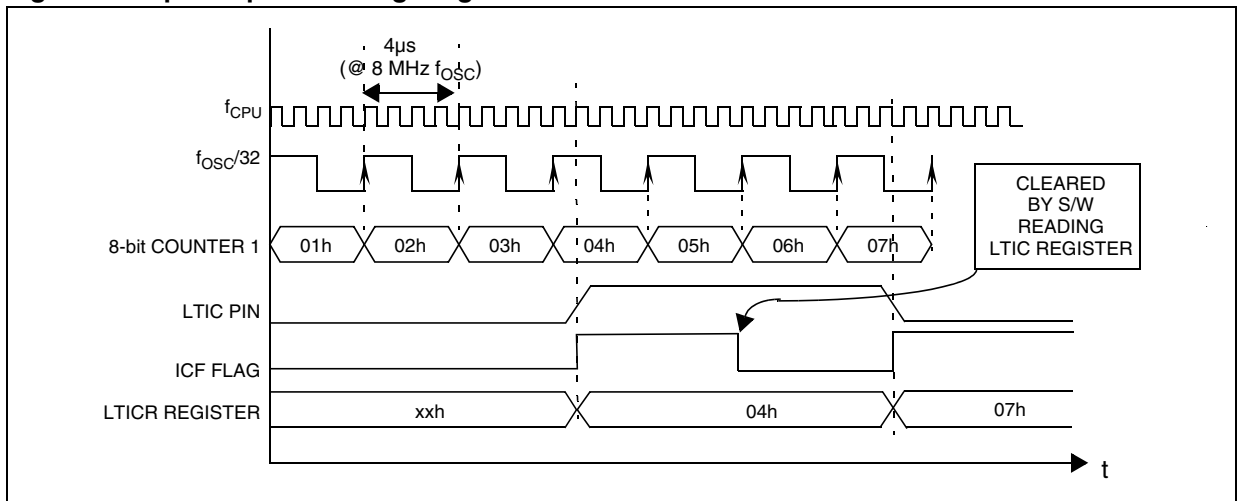 4µs
(@ 8 MHz fOSC)
fCPU
fOSC/32
CLEARED
BY S/W
READING
LTIC REGISTER
8-bit COUNTER 1
01h
02h
03h
04h
05h
06h
07h
LTIC PIN
ICF FLAG
LTICR REGISTER
xxh
04h
07h
t